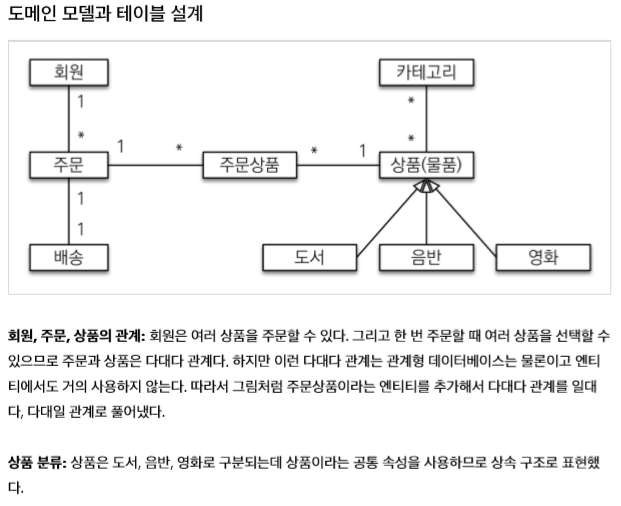 도메인 모델과 테이블 설계
회원
카테고리
1
*
*
*
주문
1
*
주문상품
*
1
상품(물품)
1
1
배송
도서
음반
영화
회원, 주문, 상품의 관계: 회원은 여러 상품을 주문할 수 있다. 그리고 한 번 주문할 때 여러 상품을 선택할 수
있으므로 주문과 상품은 다대다 관계다. 하지만 이런 다대다 관계는 관계형 데이터베이스는 물론이고 엔티
티에서도 거의 사용하지 않는다. 따라서 그림처럼 주문상품이라는 엔티티를 추가해서 다대다 관계를 일대
다, 다대일 관계로 풀어냈다.
상품 분류: 상품은 도서, 음반, 영화로 구분되는데 상품이라는 공통 속성을 사용하므로 상속 구조로 표현했
다.